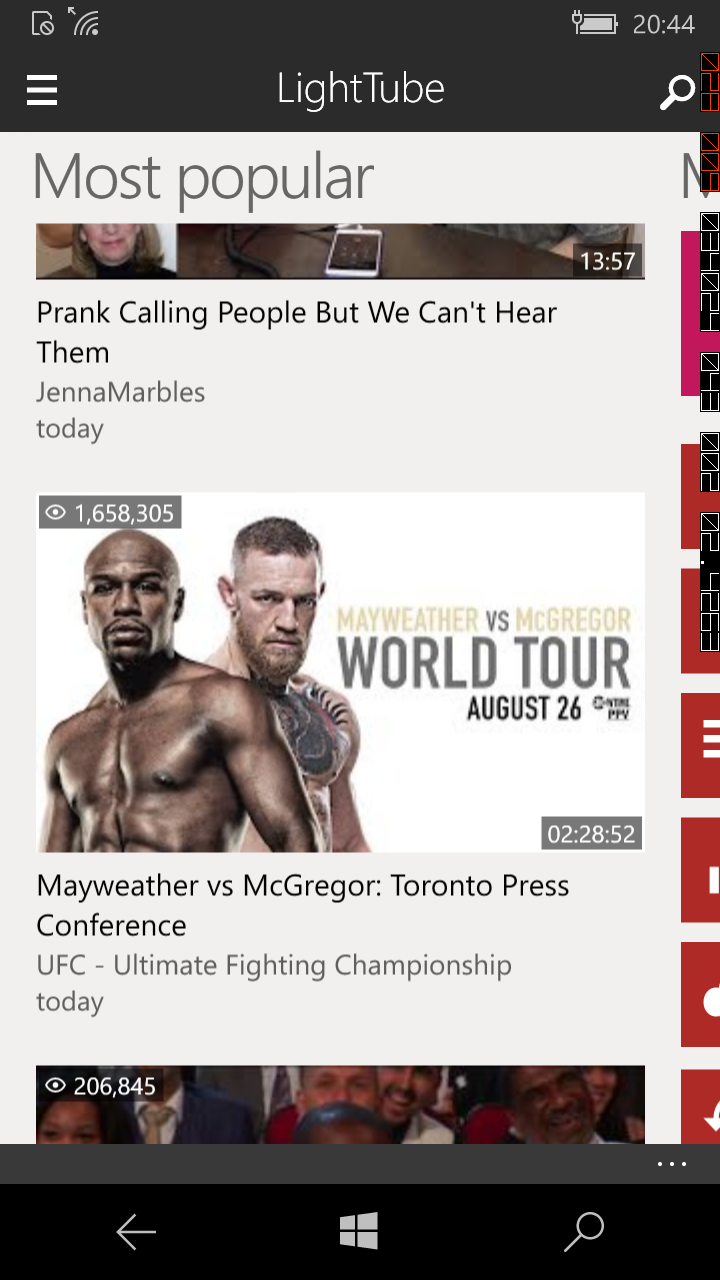 20:44
LightTube
Most popular
13:57
Prank Calling People But We Can't Hear
Them
JennaMarbles
today
1,658,305
MAYWEATHER VS McGREGOR
WORLD TOUR
AUGUST 26
SHOWTIME
PPV
02:28:52
Mayweather vs McGregor: Toronto Press
Conference
UFC - Ultimate Fighting Championship
today
206,845
...